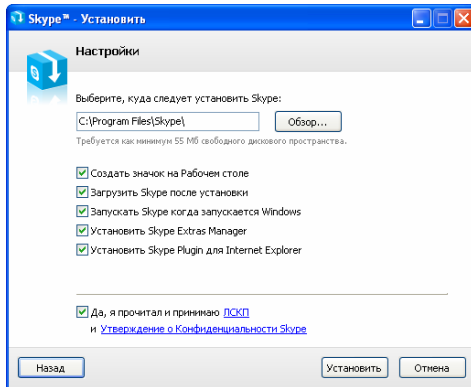 Skype™ - Установить
Настройки
Выберите, куда следует установить Skype:
C:\Program Files\Skype\
Обзор...
Требуется как минимум 55 Мб свободного дискового пространства.
Создать значок на Рабочем столе
Загрузить Skype после установки
Запускать Skype когда запускается Windows
Установить Skype Extras Manager
Установить Skype Plugin для Internet Explorer
Да, я прочитал и принимаю ЛСКП
и Утверждение о Конфиденциальности Skype
Назад Установить Отмена